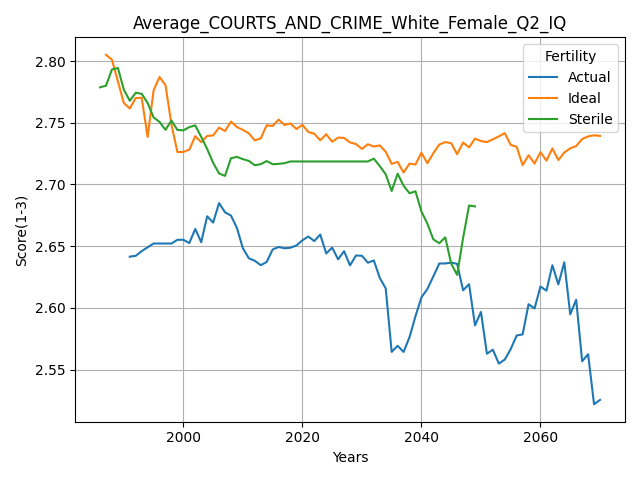 Average_COURTS_AND_CRIME_White_Female_Q2_IQ
Fertility
Actual
Ideal
Sterile
Score(1-3)
2.80
2.75
2.70
2.65
2.60
2.55
2000
2020
2040
2060
Years